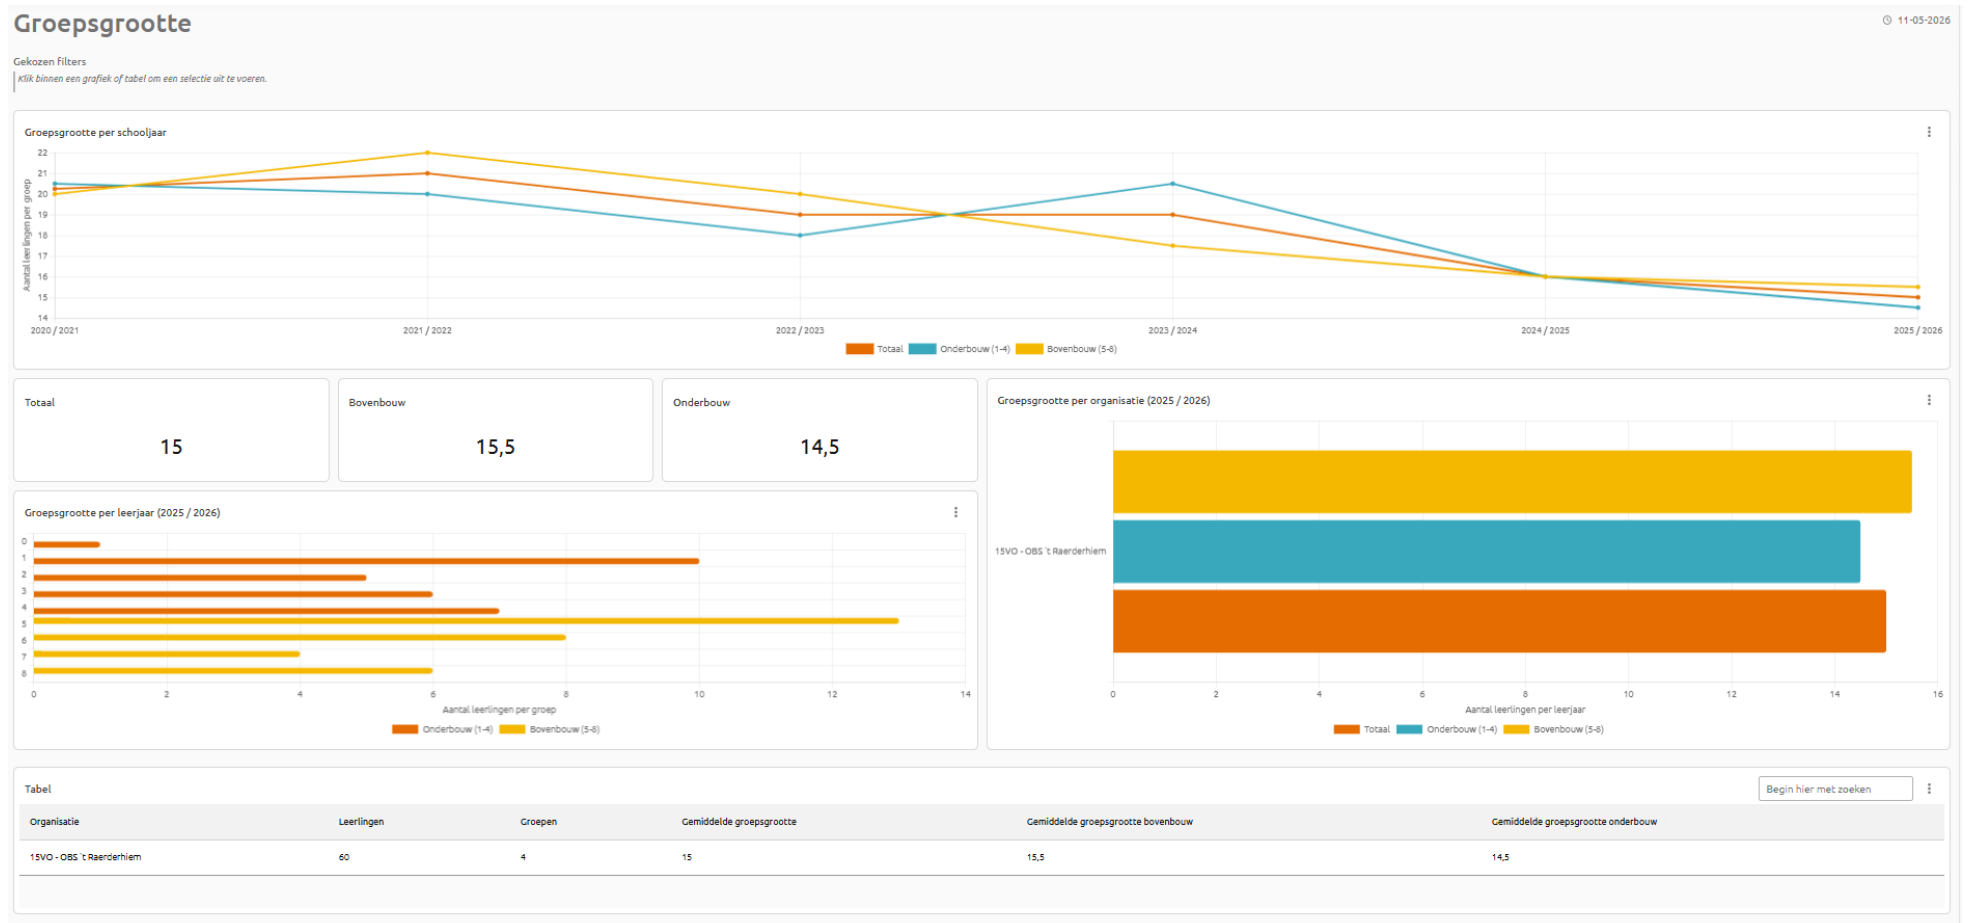 Groepsgrootte
11-05-2026
Gekozen filters
Klik binnen een grafiek of tabel om een selectie uit te voeren.
Groepsgrootte per schooljaar
Aantal leerlingen per groep
22
21
20
19
18
17
16
15
14
2020 / 2021 2021 / 2022 2022 / 2023 2023 / 2024 2024 / 2025 2025 / 2026
Totaal Onderbouw (1-4) Bovenbouw (5-8)
Totaal
15
Bovenbouw
15,5
Onderbouw
14,5
Groepsgrootte per organisatie (2025 / 2026)
15VO - OBS `t Raerderhiem
0 2 4 6 8 10 12 14 16
Aantal leerlingen per leerjaar
Totaal Onderbouw (1-4) Bovenbouw (5-8)
Groepsgrootte per leerjaar (2025 / 2026)
0
1
2
3
4
5
6
7
8
0 2 4 6 8 10 12 14
Aantal leerlingen per groep
Onderbouw (1-4) Bovenbouw (5-8)
Tabel
Begin hier met zoeken
Organisatie Leerlingen Groepen Gemiddelde groepsgrootte Gemiddelde groepsgrootte bovenbouw Gemiddelde groepsgrootte onderbouw
15VO - OBS `t Raerderhiem 60 4 15 15,5 14,5